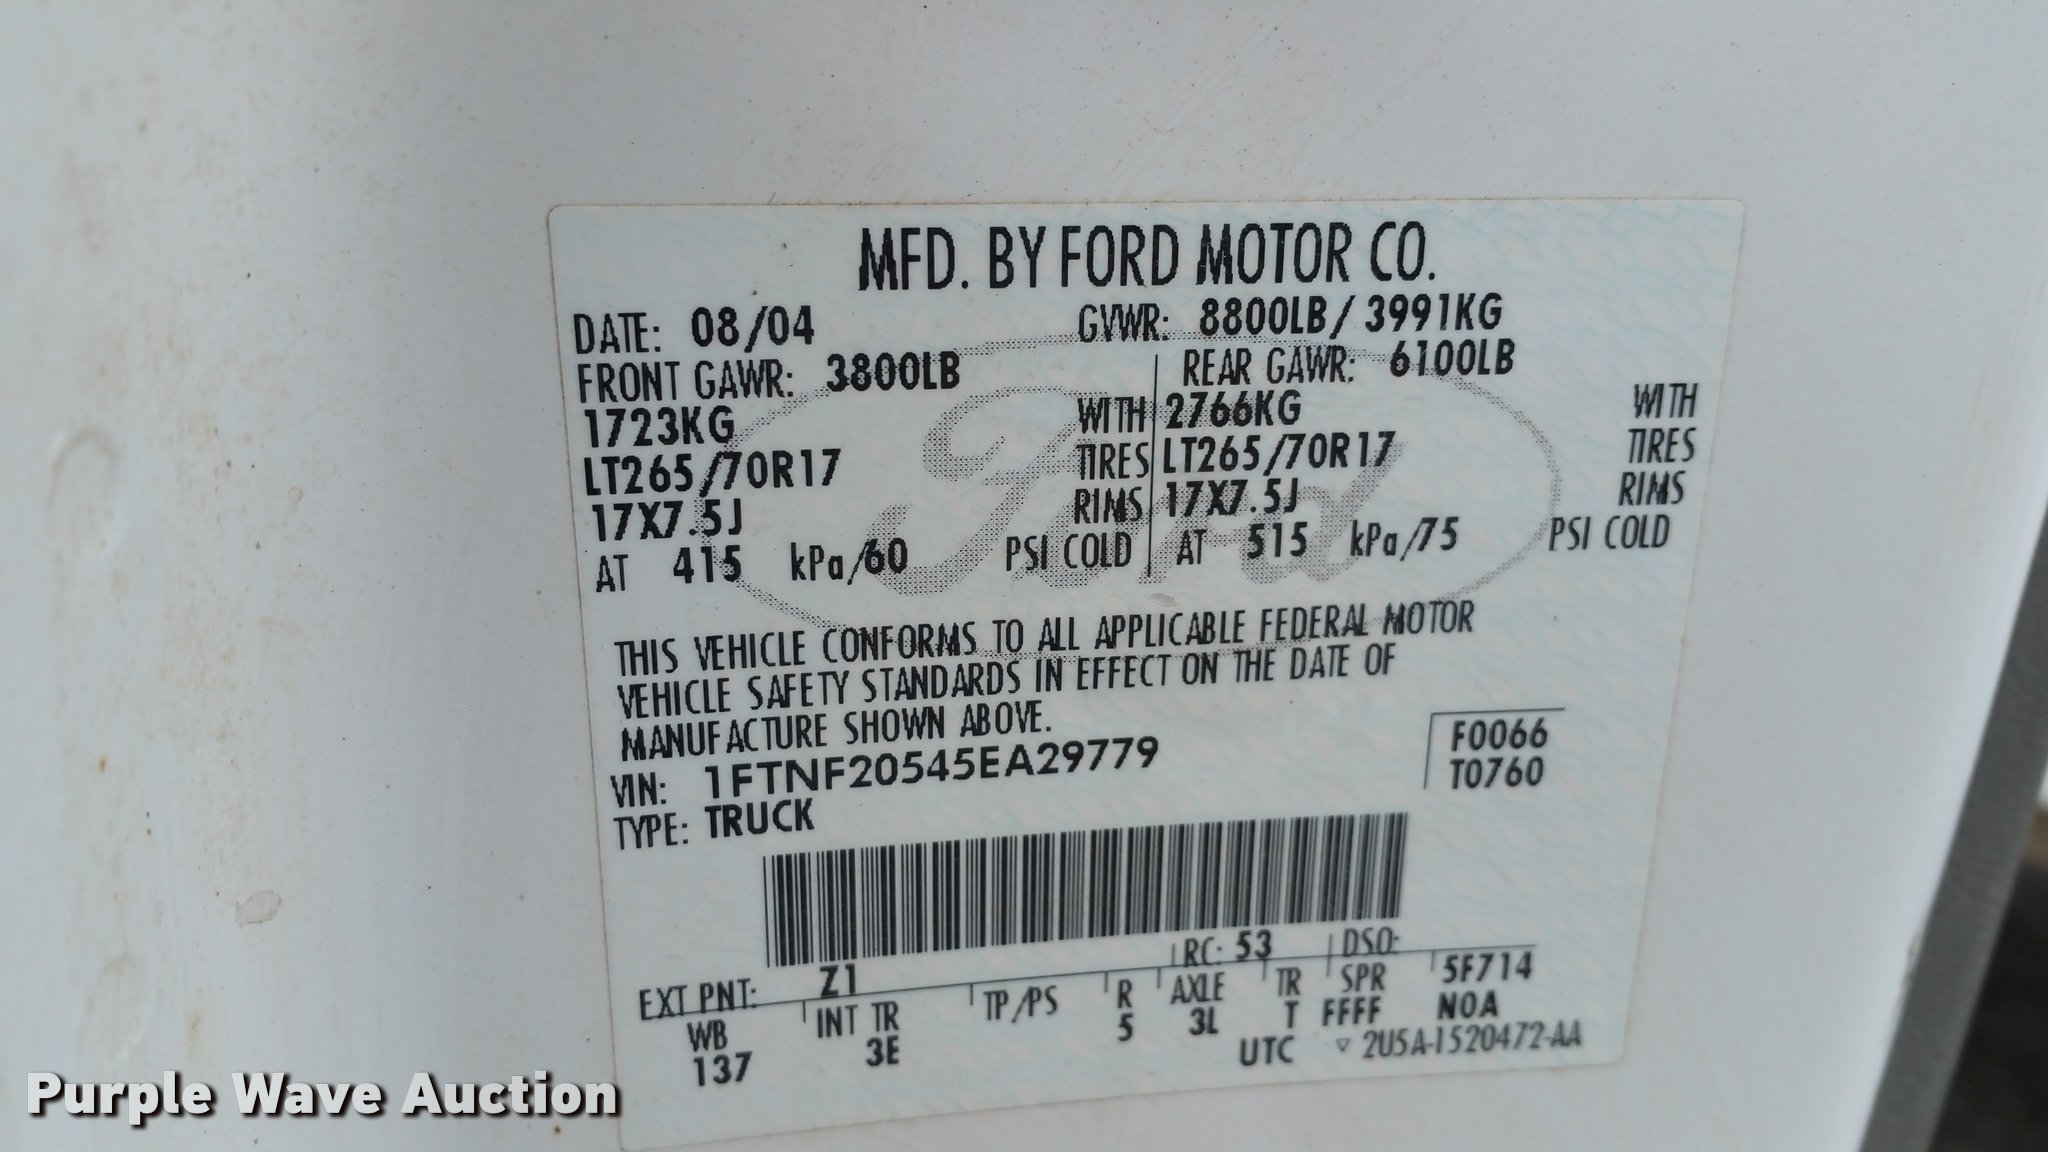 MFD. BY FORD MOTOR CO.
DATE: 08/04 GVWR: 8800LB/ 3991KG
FRONT GAWR: 3800LB REAR GAWR: 6100LB
1723KG WITH 2766KG WITH
LT265/70R17 TIRES LT265/70R17 TIRES
17X7.5J RIMS 17X7.5J RIMS
AT 415 kPa/60 PSI COLD AT 515 kPa/75 PSI COLD
Ford
THIS VEHICLE CONFORMS TO ALL APPLICABLE FEDERAL MOTOR
VEHICLE SAFETY STANDARDS IN EFFECT ON THE DATE OF
MANUFACTURE SHOWN ABOVE.
VIN: 1FTNF20545EA29779
F0066
T0760
TYPE: TRUCK
EXT PNT: Z1 RC: 53 DSO:
WB INT TR TP/PS R AXLE TR SPR 5F714
137 3E 5 3L T FFFF NOA
UTC ▽ 2U5A-1520472-AA
Purple Wave Auction